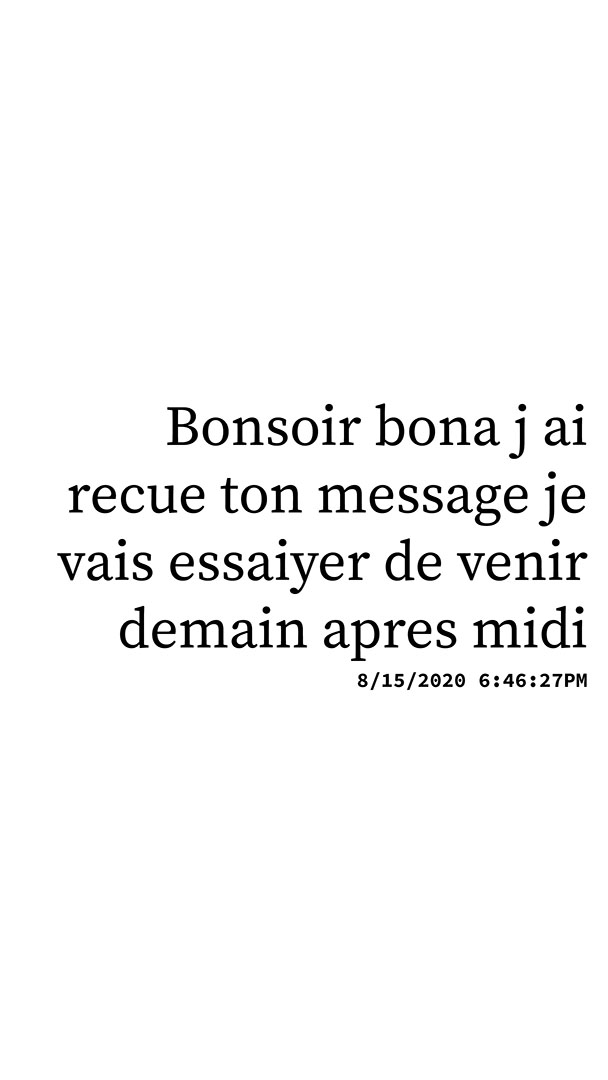 Bonsoir bona j ai
recue ton message je
vais essaiyer de venir
demain apres midi
8/15/2020 6:46:27PM